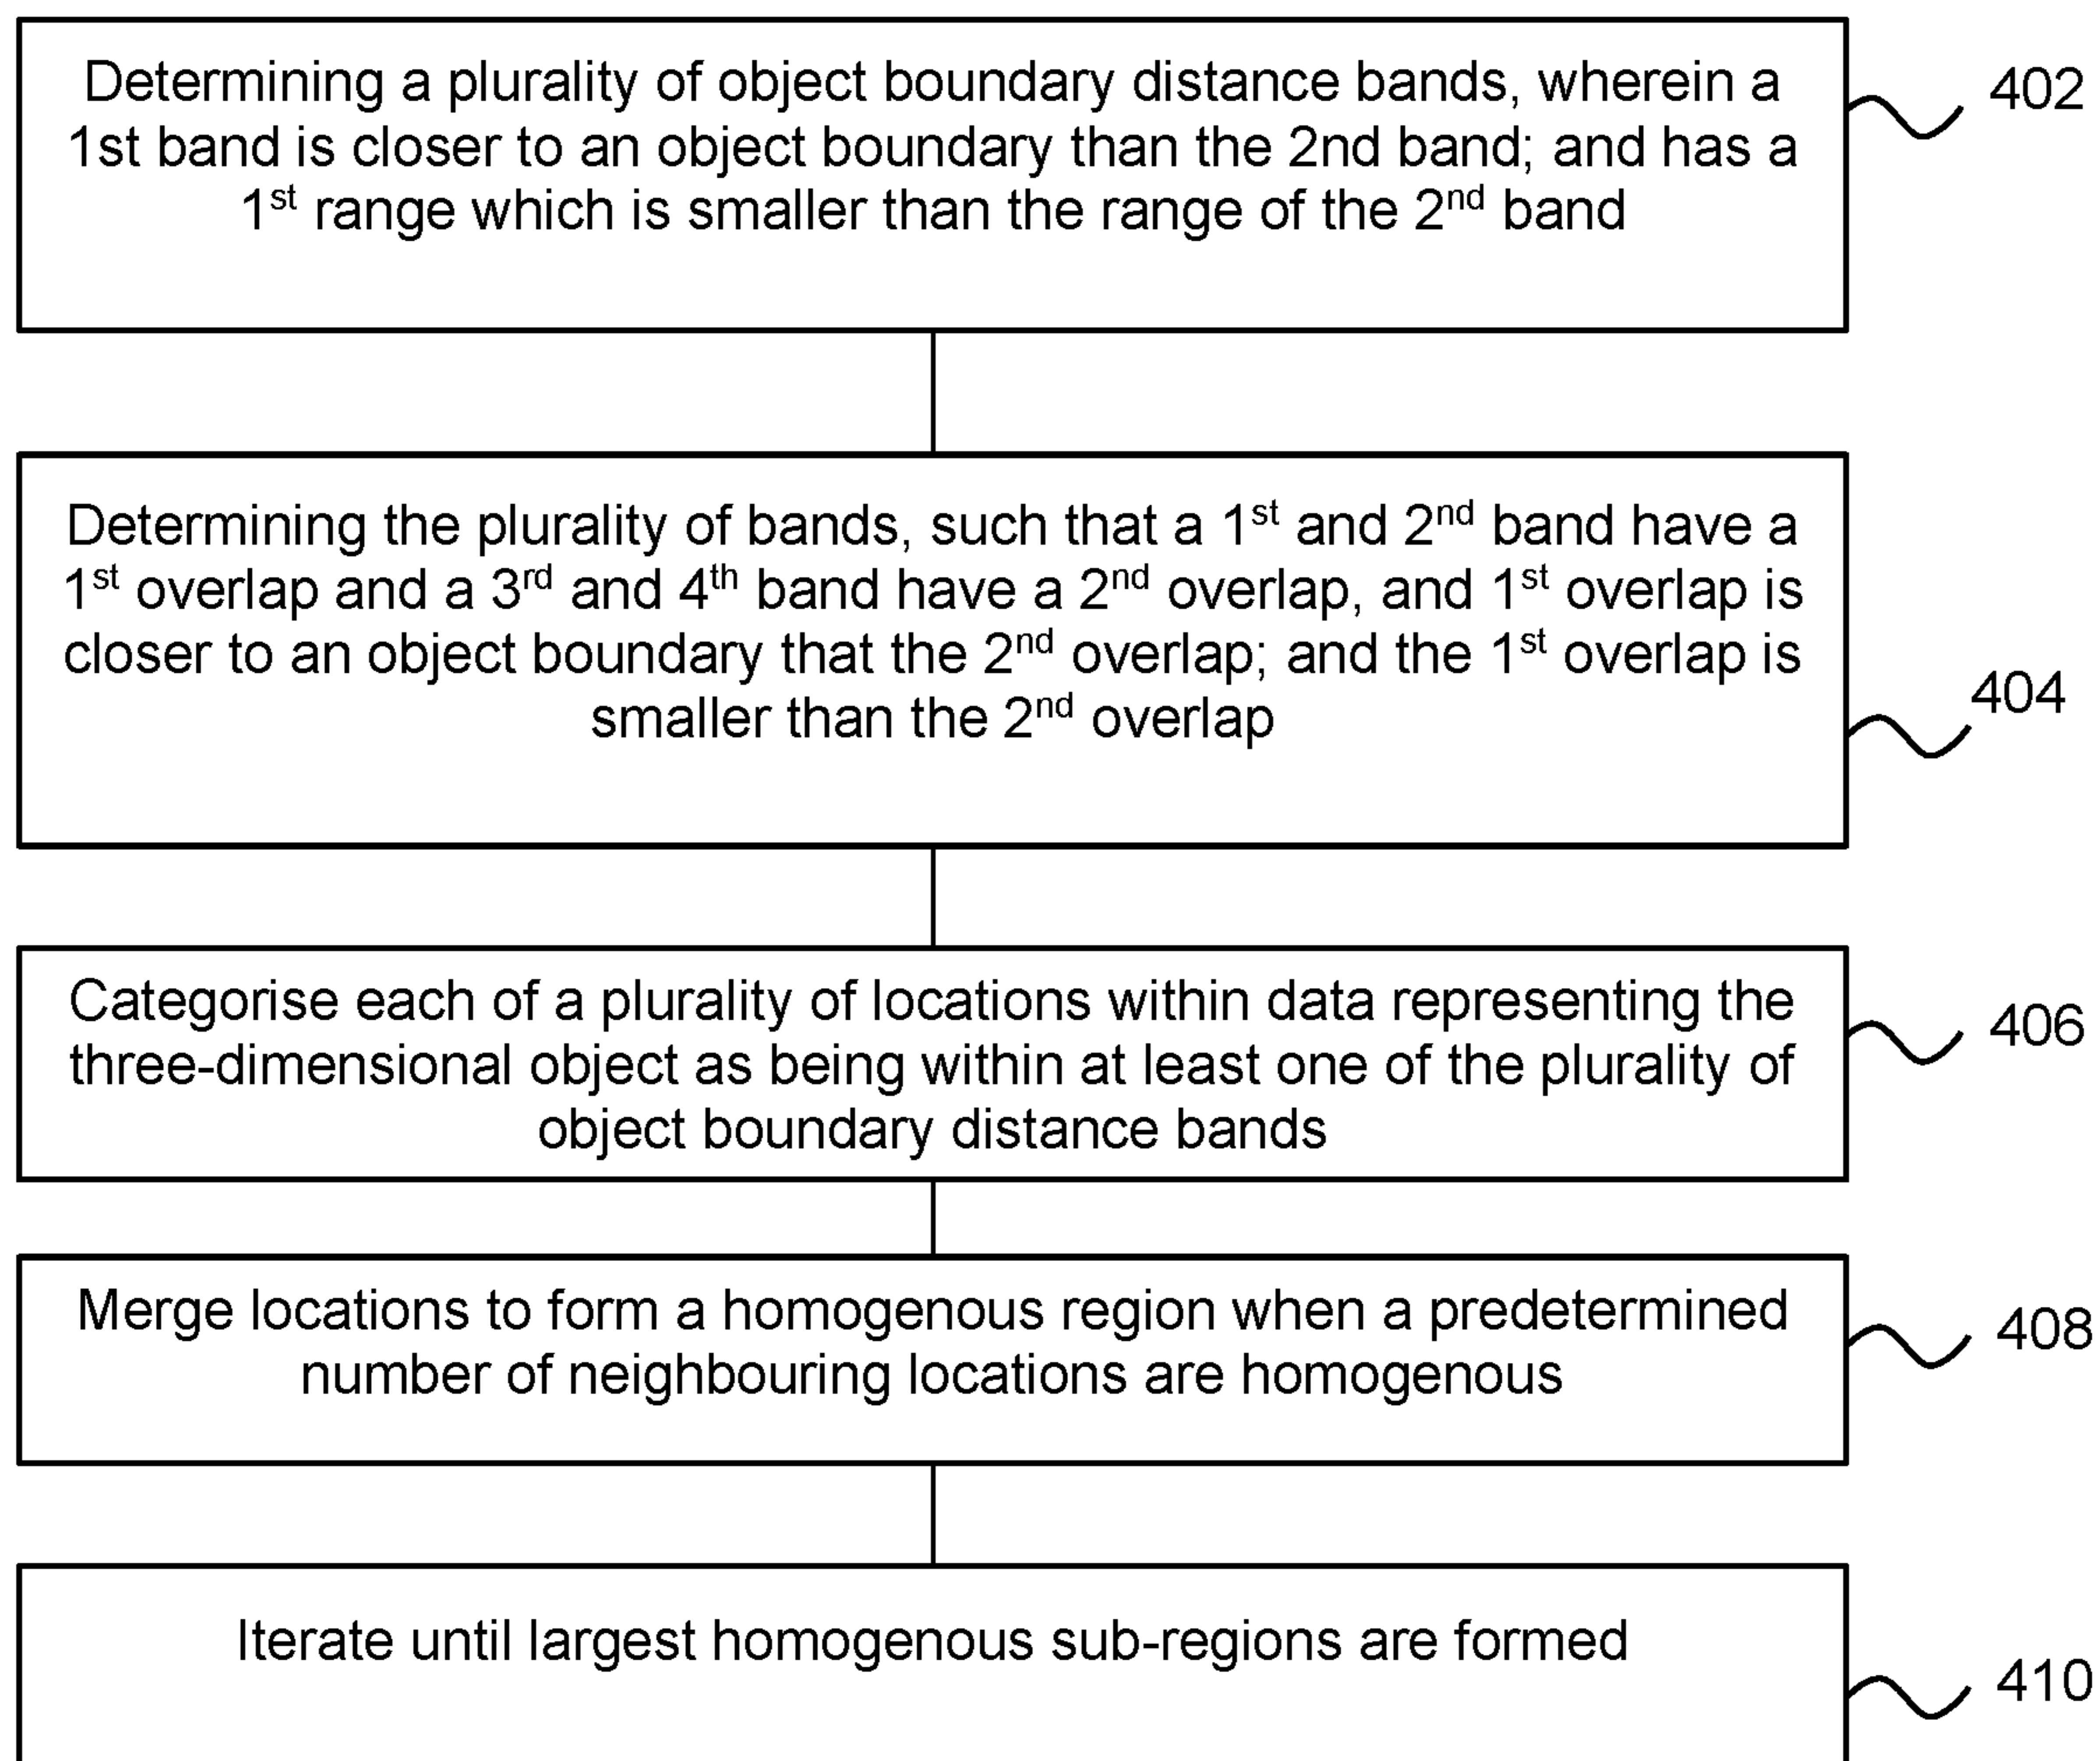 Determining a plurality of object boundary distance bands, wherein a
1st band is closer to an object boundary than the 2nd band; and has a
1st range which is smaller than the range of the 2nd band
402
Determining the plurality of bands, such that a 1st and 2nd band have a
1st overlap and a 3rd and 4th band have a 2nd overlap, and 1st overlap is
closer to an object boundary that the 2nd overlap; and the 1st overlap is
smaller than the 2nd overlap
404
Categorise each of a plurality of locations within data representing the
three-dimensional object as being within at least one of the plurality of
object boundary distance bands
406
Merge locations to form a homogenous region when a predetermined
number of neighbouring locations are homogenous
408
Iterate until largest homogenous sub-regions are formed
410